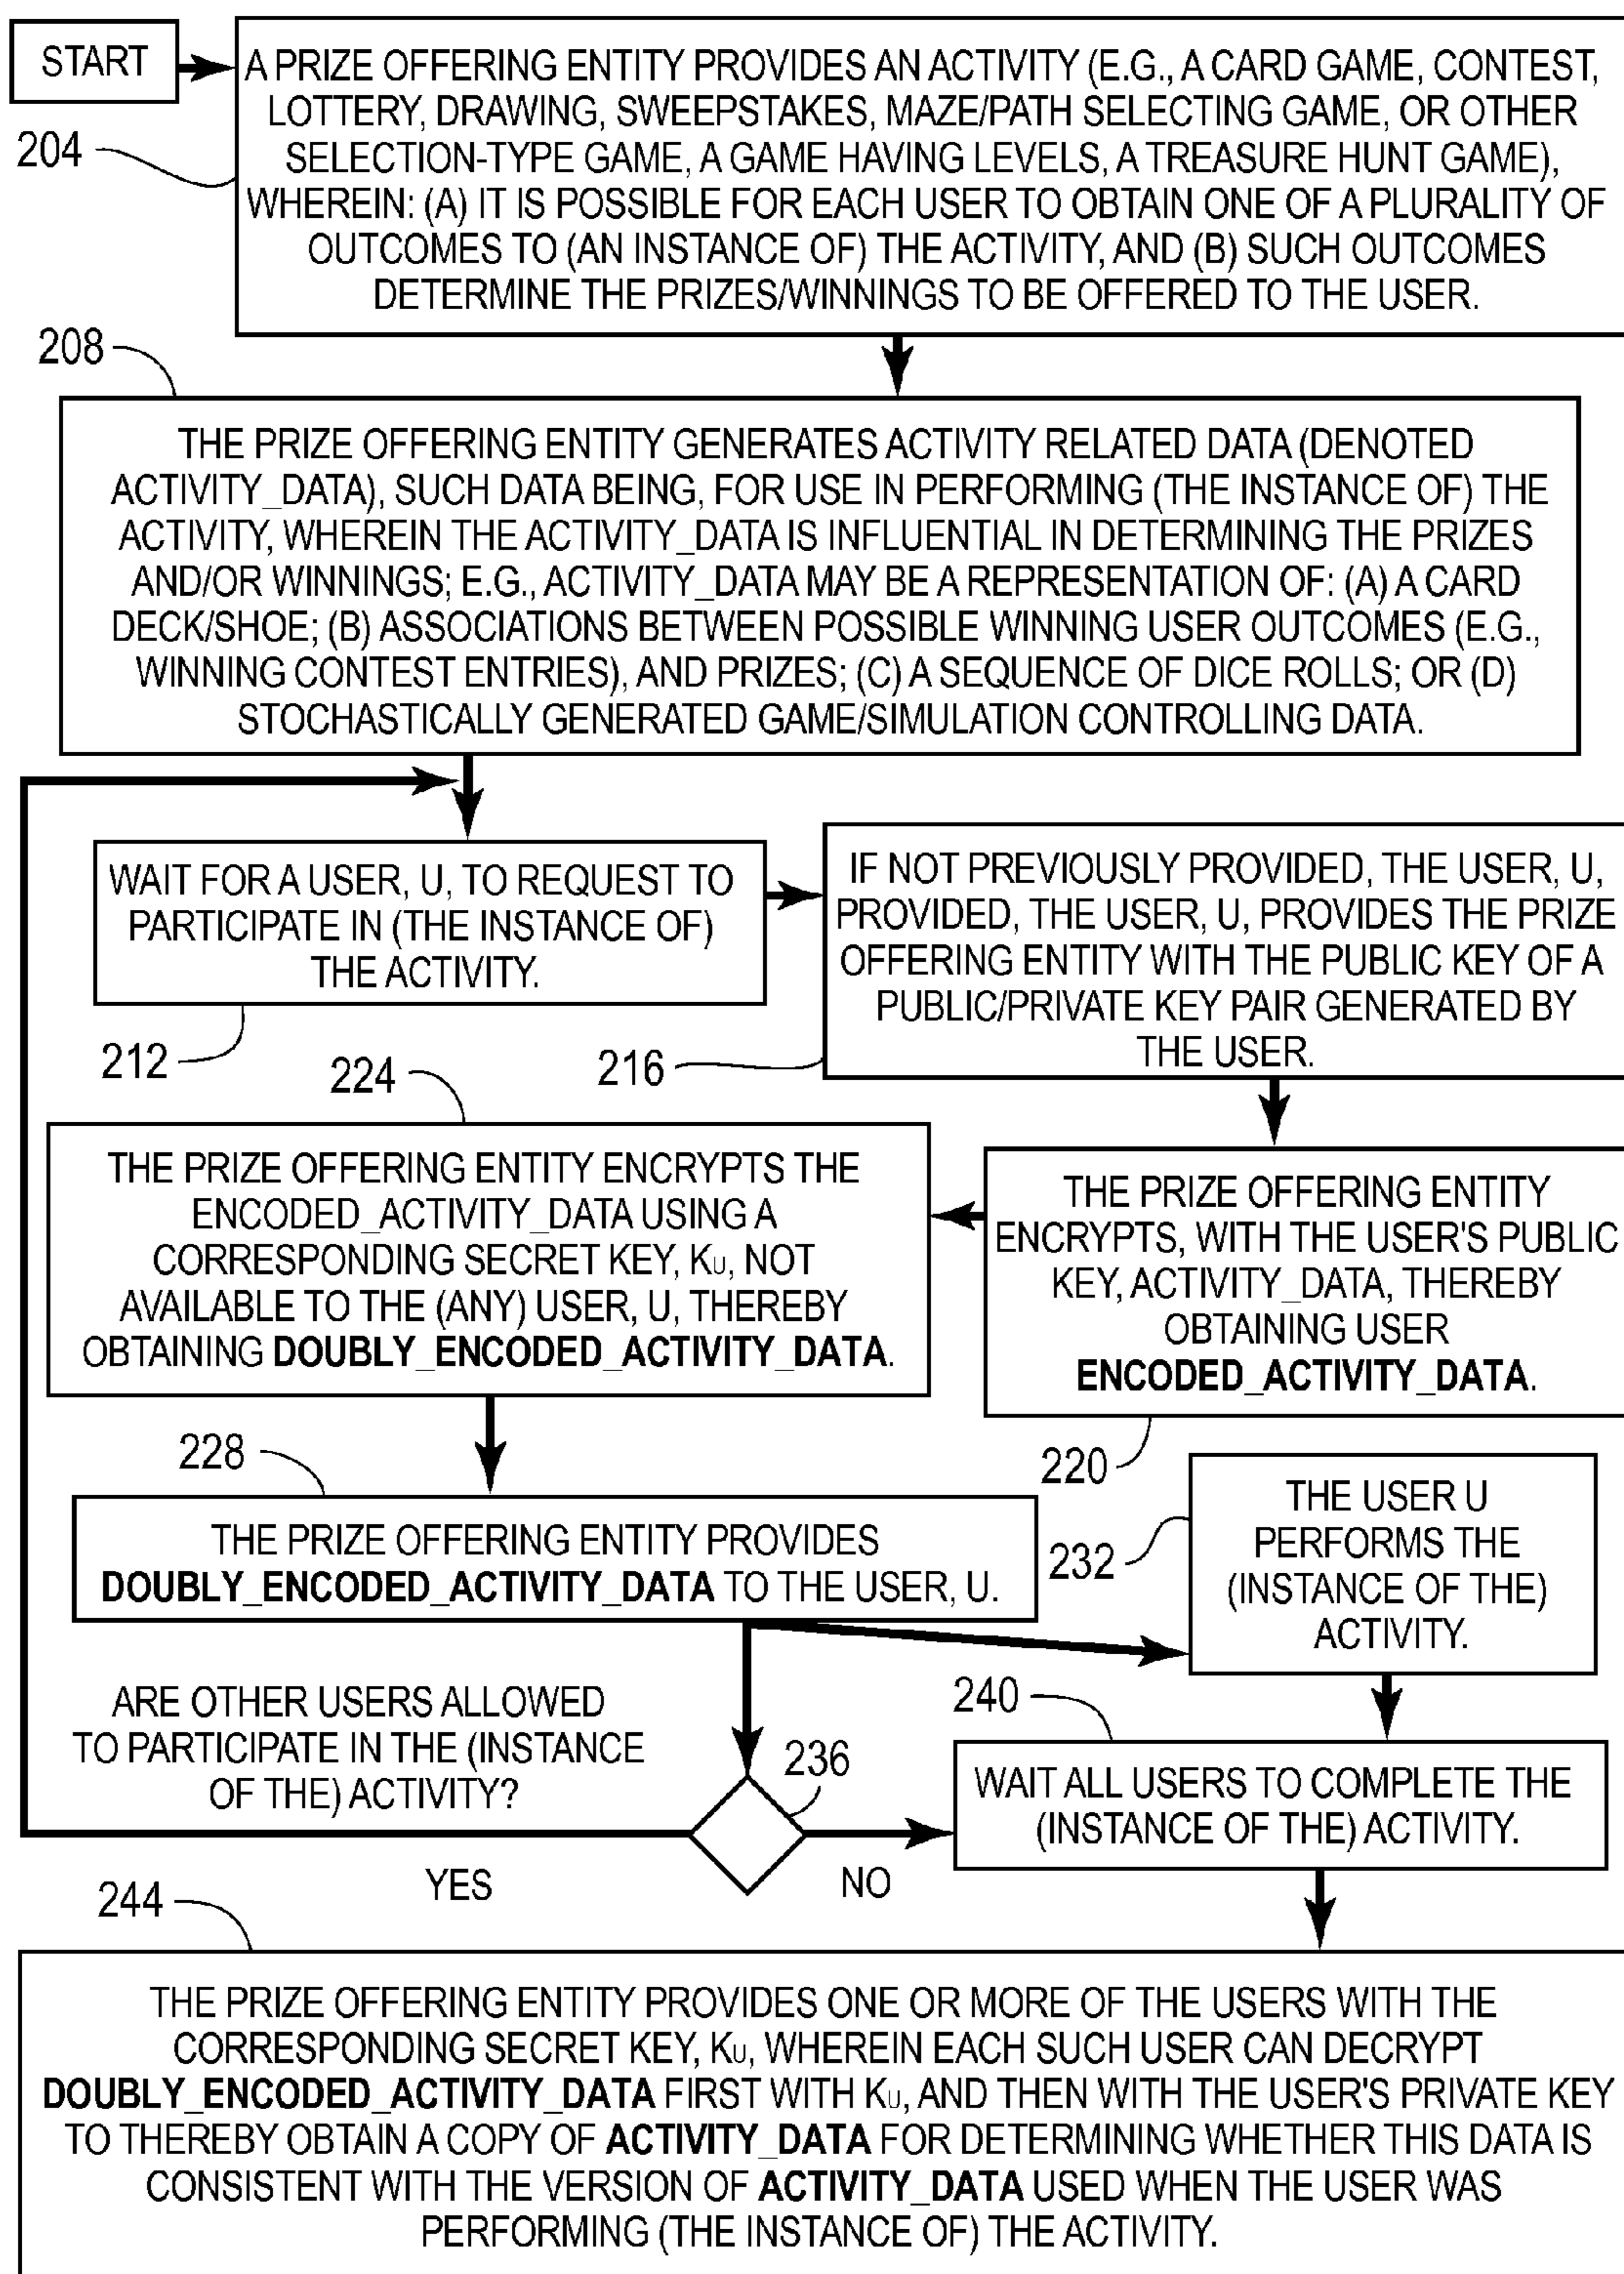 START
A PRIZE OFFERING ENTITY PROVIDES AN ACTIVITY (E.G., A CARD GAME, CONTEST,
LOTTERY, DRAWING, SWEEPSTAKES, MAZE/PATH SELECTING GAME, OR OTHER
SELECTION-TYPE GAME, A GAME HAVING LEVELS, A TREASURE HUNT GAME),
WHEREIN: (A) IT IS POSSIBLE FOR EACH USER TO OBTAIN ONE OF A PLURALITY OF
OUTCOMES TO (AN INSTANCE OF) THE ACTIVITY, AND (B) SUCH OUTCOMES
DETERMINE THE PRIZES/WINNINGS TO BE OFFERED TO THE USER.
204
208
THE PRIZE OFFERING ENTITY GENERATES ACTIVITY RELATED DATA (DENOTED
ACTIVITY_DATA), SUCH DATA BEING, FOR USE IN PERFORMING (THE INSTANCE OF) THE
ACTIVITY, WHEREIN THE ACTIVITY_DATA IS INFLUENTIAL IN DETERMINING THE PRIZES
AND/OR WINNINGS; E.G., ACTIVITY_DATA MAY BE A REPRESENTATION OF: (A) A CARD
DECK/SHOE; (B) ASSOCIATIONS BETWEEN POSSIBLE WINNING USER OUTCOMES (E.G.,
WINNING CONTEST ENTRIES), AND PRIZES; (C) A SEQUENCE OF DICE ROLLS; OR (D)
STOCHASTICALLY GENERATED GAME/SIMULATION CONTROLLING DATA.
WAIT FOR A USER, U, TO REQUEST TO
PARTICIPATE IN (THE INSTANCE OF)
THE ACTIVITY.
212
IF NOT PREVIOUSLY PROVIDED, THE USER, U,
PROVIDED, THE USER, U, PROVIDES THE PRIZE
OFFERING ENTITY WITH THE PUBLIC KEY OF A
PUBLIC/PRIVATE KEY PAIR GENERATED BY
THE USER.
216
224
THE PRIZE OFFERING ENTITY ENCRYPTS THE
ENCODED_ACTIVITY_DATA USING A
CORRESPONDING SECRET KEY, KU, NOT
AVAILABLE TO THE (ANY) USER, U, THEREBY
OBTAINING DOUBLY_ENCODED_ACTIVITY_DATA.
THE PRIZE OFFERING ENTITY
ENCRYPTS, WITH THE USER'S PUBLIC
KEY, ACTIVITY_DATA, THEREBY
OBTAINING USER
ENCODED_ACTIVITY_DATA.
220
228
THE PRIZE OFFERING ENTITY PROVIDES
DOUBLY_ENCODED_ACTIVITY_DATA TO THE USER, U.
232
THE USER U
PERFORMS THE
(INSTANCE OF THE)
ACTIVITY.
ARE OTHER USERS ALLOWED
TO PARTICIPATE IN THE (INSTANCE
OF THE) ACTIVITY?
236
240
WAIT ALL USERS TO COMPLETE THE
(INSTANCE OF THE) ACTIVITY.
YES
NO
244
THE PRIZE OFFERING ENTITY PROVIDES ONE OR MORE OF THE USERS WITH THE
CORRESPONDING SECRET KEY, KU, WHEREIN EACH SUCH USER CAN DECRYPT
DOUBLY_ENCODED_ACTIVITY_DATA FIRST WITH KU, AND THEN WITH THE USER'S PRIVATE KEY
TO THEREBY OBTAIN A COPY OF ACTIVITY_DATA FOR DETERMINING WHETHER THIS DATA IS
CONSISTENT WITH THE VERSION OF ACTIVITY_DATA USED WHEN THE USER WAS
PERFORMING (THE INSTANCE OF) THE ACTIVITY.